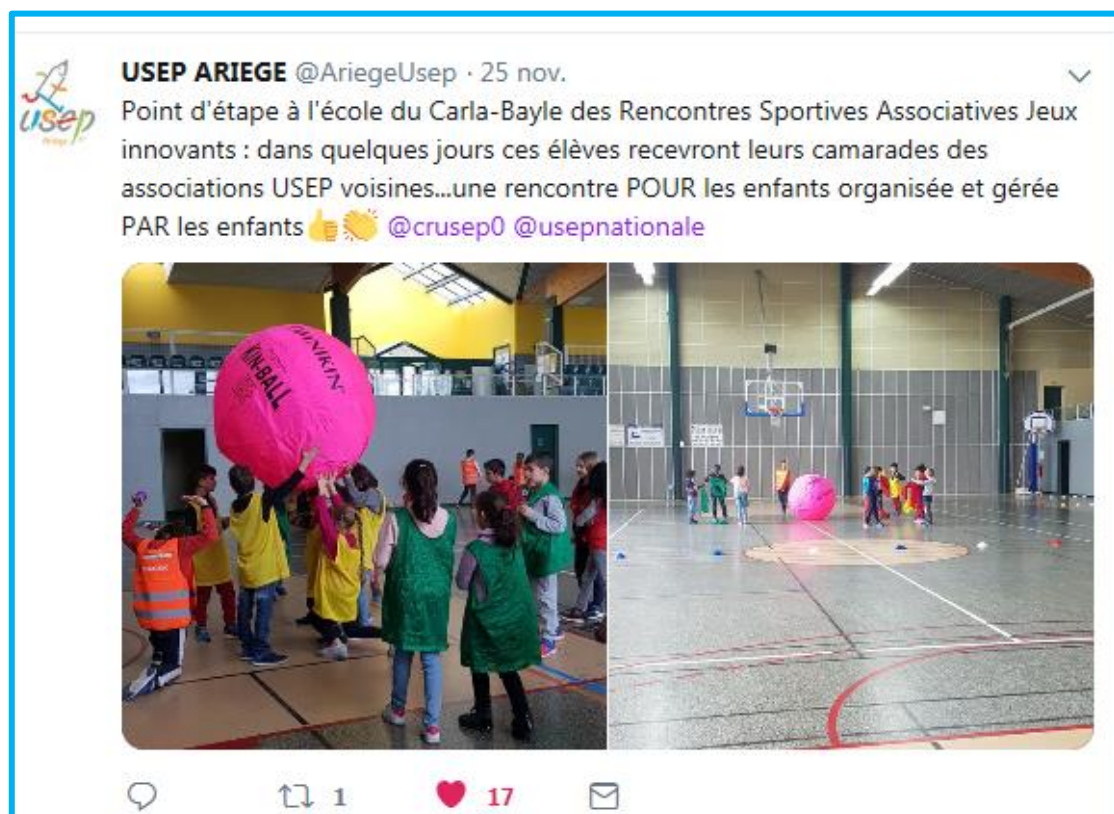 USEP ARIEGE @AriegeUsep · 25 nov.
usep
Ariège
Point d'étape à l'école du Carla-Bayle des Rencontres Sportives Associatives Jeux
innovants : dans quelques jours ces élèves recevront leurs camarades des
associations USEP voisines...une rencontre POUR les enfants organisée et gérée
PAR les enfants👍👏 @crusep0 @usepnationale
OMNIKIN
KIN-BALL
1
17